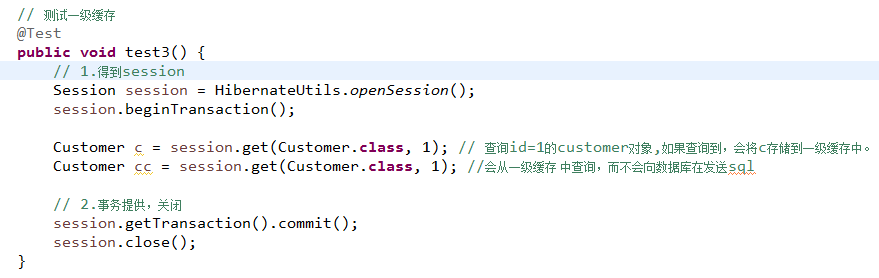 // 测试一级缓存
@Test
public void test3() {
// 1.得到session
Session session = HibernateUtils.openSession();
session.beginTransaction();
Customer c = session.get(Customer.class, 1); // 查询id=1的customer对象,如果查询到，会将c存储到一级缓存中。
Customer cc = session.get(Customer.class, 1); //会从一级缓存 中查询，而不会向数据库在发送sql
// 2.事务提供，关闭
session.getTransaction().commit();
session.close();
}